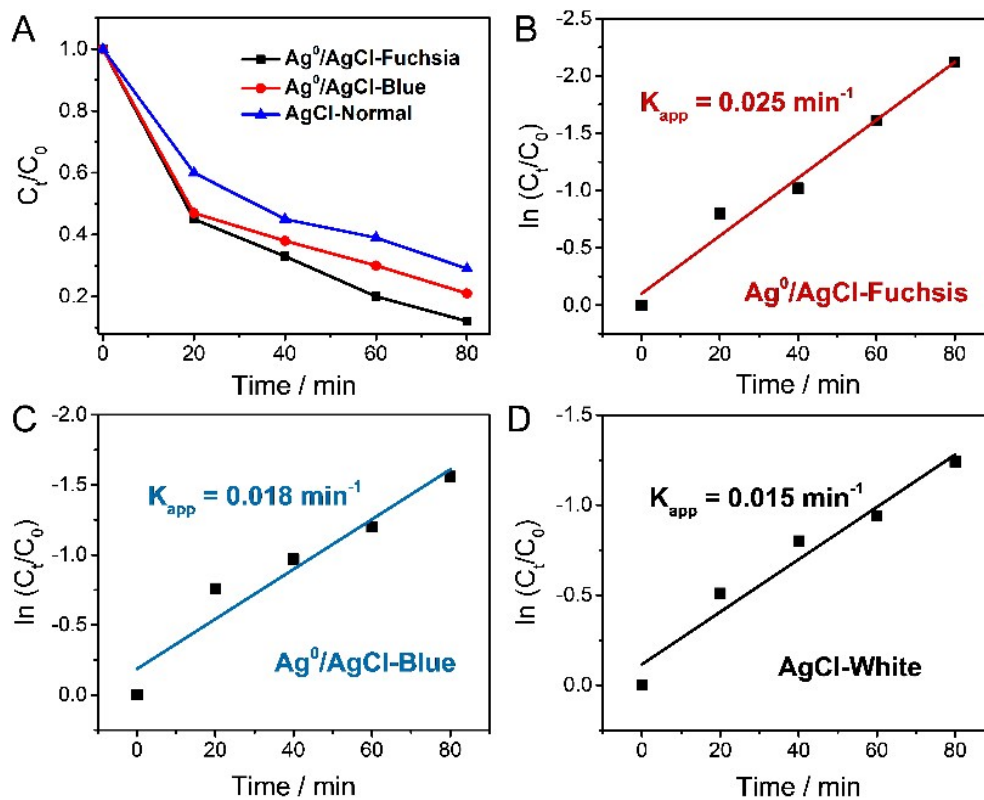 A
Ag⁰/AgCl-Fuchsia
Ag⁰/AgCl-Blue
AgCl-Normal
Cₜ/C₀
1.0
0.8
0.6
0.4
0.2
0 20 40 60 80
Time / min
B
K_app = 0.025 min⁻¹
Ag⁰/AgCl-Fuchsis
ln (Cₜ/C₀)
-2.5
-2.0
-1.5
-1.0
-0.5
0.0
0 20 40 60 80
Time / min
C
K_app = 0.018 min⁻¹
Ag⁰/AgCl-Blue
ln (Cₜ/C₀)
-2.0
-1.5
-1.0
-0.5
0.0
0 20 40 60 80
Time / min
D
K_app = 0.015 min⁻¹
AgCl-White
ln (Cₜ/C₀)
-1.5
-1.0
-0.5
0.0
0 20 40 60 80
Time / min